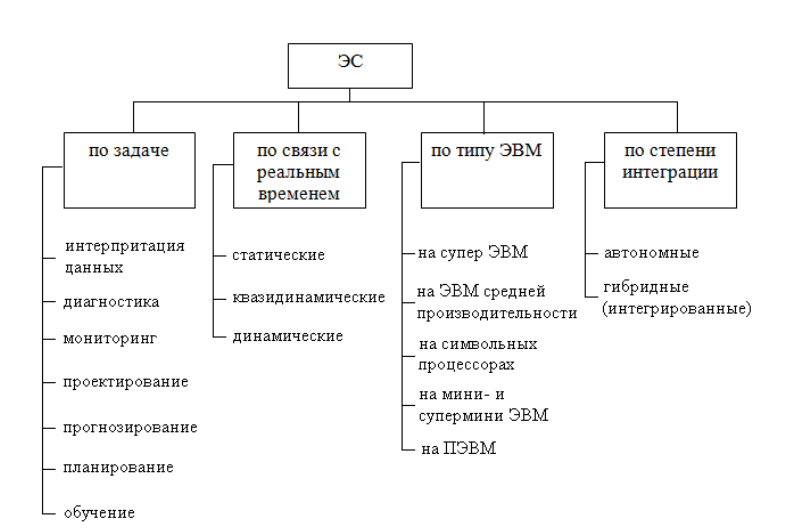 ЭС
по задаче
по связи с
реальным
временем
по типу ЭВМ
по степени
интеграции
интерпритация
данных
диагностика
мониторинг
проектирование
прогнозирование
планирование
обучение
статические
квазидинамические
динамические
на супер ЭВМ
на ЭВМ средней
производительности
на символьных
процессорах
на мини- и
супермини ЭВМ
на ПЭВМ
автономные
гибридные
(интегрированные)